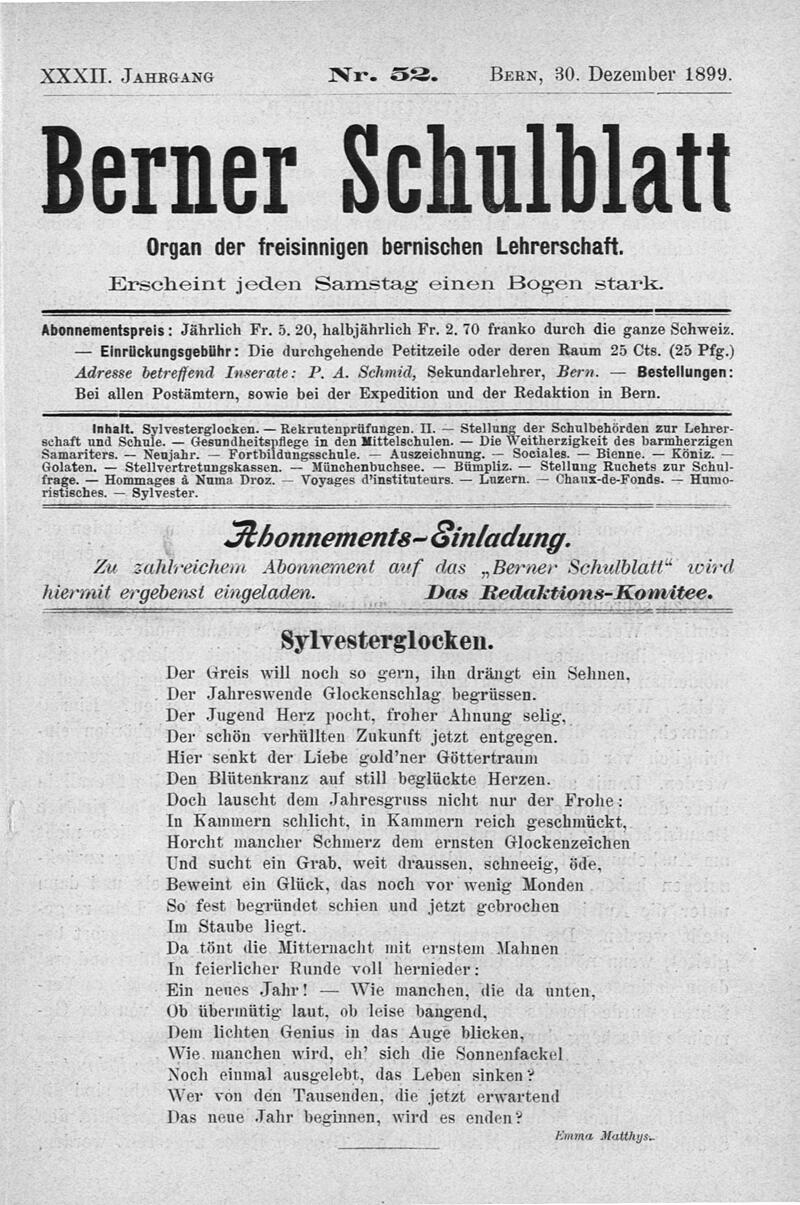 XXXII. Jahrgang Nr. 52. Bern, 30. Dezember 1899.
Berner Schulblatt
Organ der freisinnigen bernischen Lehrerschaft.
Erscheint jeden Samstag einen Bogen stark.
Abonnementspreis: Jährlich Fr. 5. 20, halbjährlich Fr. 2. 70 franko durch die ganze Schweiz.
— Einrückungsgebühr: Die durchgehende Petitzeile oder deren Raum 25 Cts. (25 Pfg.)
Adresse betreffend Inserate: P. A. Schmid, Sekundarlehrer, Bern. — Bestellungen:
Bei allen Postämtern, sowie bei der Expedition und der Redaktion in Bern.
Inhalt. Sylvesterglocken. — Rekrutenprüfungen. II. — Stellung der Schulbehörden zur Lehrer-
schaft und Schule. — Gesundheitspflege in den Mittelschulen. — Die Weitherzigkeit des barmherzigen
Samariters. — Neujahr. — Fortbildungsschule. — Auszeichnung. — Sociales. — Bienne. — Köniz. —
Golaten. — Stellvertretungskassen. — Münchenbuchsee. — Bümpliz. — Stellung Ruchets zur Schul-
frage. — Hommages à Numa Droz. — Voyages d'instituteurs. — Luzern. — Chaux-de-Fonds. — Humo-
ristisches. — Sylvester.
Abonnements-Einladung.
Zu zahlreichem Abonnement auf das „Berner Schulblatt“ wird
hiermit ergebenst eingeladen. Das Redaktions-Komitee.
Sylvesterglocken.
Der Greis will noch so gern, ihn drängt ein Sehnen,
Der Jahreswende Glockenschlag begrüssen.
Der Jugend Herz pocht, froher Ahnung selig,
Der schön verhüllten Zukunft jetzt entgegen.
Hier senkt der Liebe gold'ner Göttertraum
Den Blütenkranz auf still beglückte Herzen.
Doch lauscht dem Jahresgruss nicht nur der Frohe:
In Kammern schlicht, in Kammern reich geschmückt,
Horcht mancher Schmerz dem ernsten Glockenzeichen
Und sucht ein Grab, weit draussen, schneeig, öde,
Beweint ein Glück, das noch vor wenig Monden
So fest begründet schien und jetzt gebrochen
Im Staube liegt.
Da tönt die Mitternacht mit ernstem Mahnen
In feierlicher Runde voll hernieder:
Ein neues Jahr! — Wie manchen, die da unten,
Ob übermütig laut, ob leise bangend,
Dem lichten Genius in das Auge blicken,
Wie manchen wird, eh' sich die Sonnenfackel
Noch einmal ausgelebt, das Leben sinken?
Wer von den Tausenden, die jetzt erwartend
Das neue Jahr beginnen, wird es enden?
Emma Matthys.